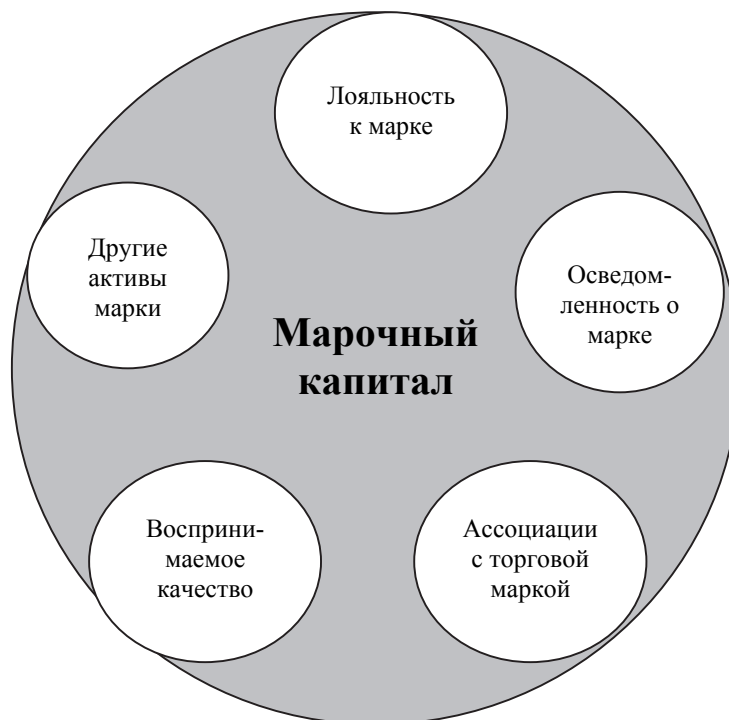 Лояльность
к марке
Другие
активы
марки
Осведом-
ленность о
марке
Марочный
капитал
Восприни-
маемое
качество
Ассоциации
с торговой
маркой